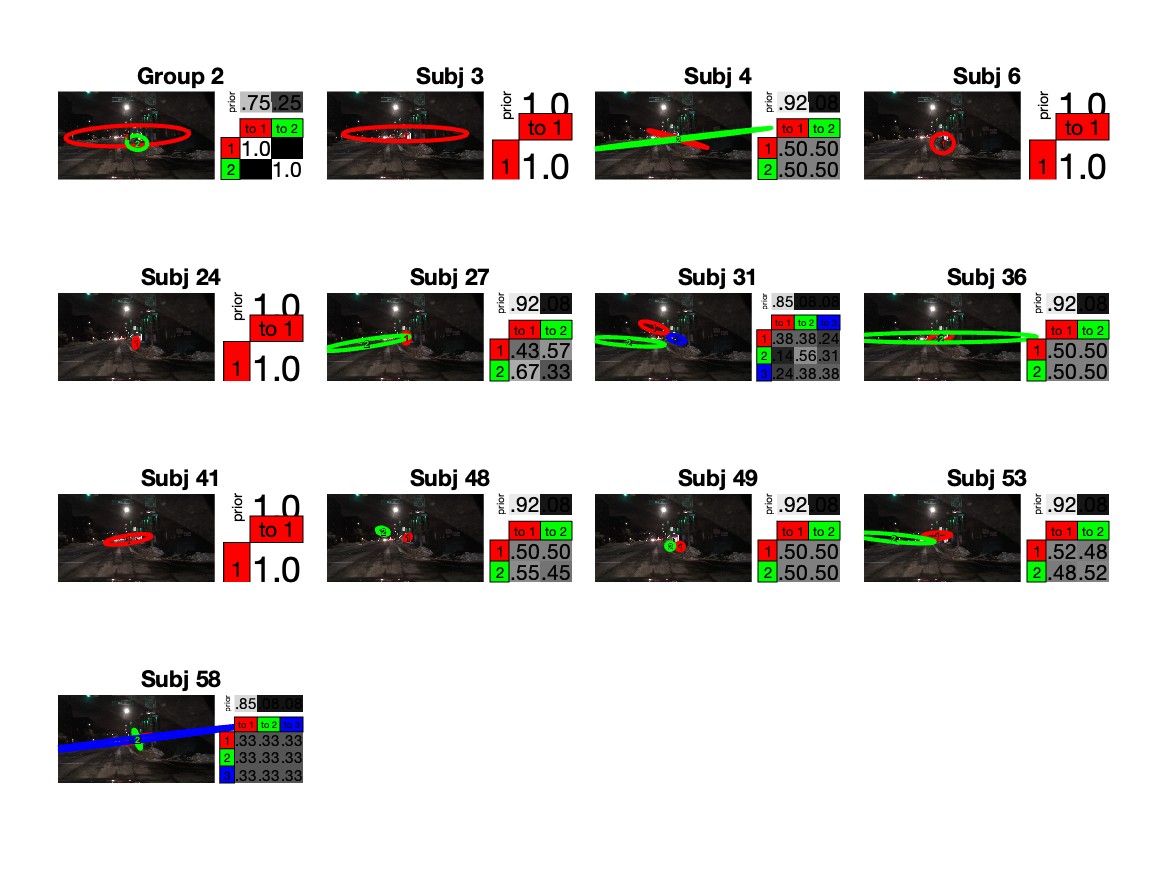 Group 2
prior
.75 .25
to 1 to 2
1 1.0
2 1.0
Subj 3
prior
1.0
to 1
1 1.0
Subj 4
prior
.92 .08
to 1 to 2
1 .50 .50
2 .50 .50
Subj 6
prior
1.0
to 1
1 1.0
Subj 24
prior
1.0
to 1
1 1.0
Subj 27
prior
.92 .08
to 1 to 2
1 .43 .57
2 .67 .33
Subj 31
prior
.85 .08 .08
to 1 to 2 to 3
1 .38 .38 .24
2 .14 .56 .31
3 .24 .38 .38
Subj 36
prior
.92 .08
to 1 to 2
1 .50 .50
2 .50 .50
Subj 41
prior
1.0
to 1
1 1.0
Subj 48
prior
.92 .08
to 1 to 2
1 .50 .50
2 .55 .45
Subj 49
prior
.92 .08
to 1 to 2
1 .50 .50
2 .50 .50
Subj 53
prior
.92 .08
to 1 to 2
1 .52 .48
2 .48 .52
Subj 58
prior
.85 .08 .08
to 1 to 2 to 3
1 .33 .33 .33
2 .33 .33 .33
3 .33 .33 .33